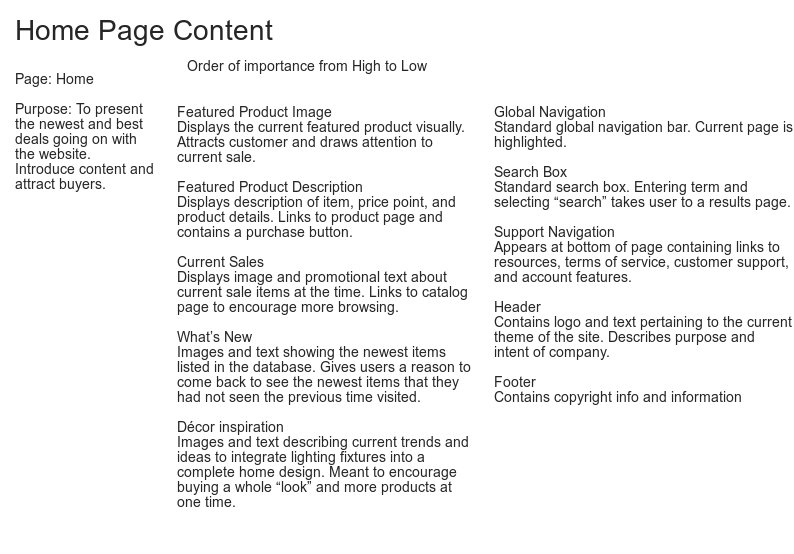 Home Page Content
Order of importance from High to Low
Page: Home
Purpose: To present
the newest and best
deals going on with
the website.
Introduce content and
attract buyers.
Featured Product Image
Displays the current featured product visually.
Attracts customer and draws attention to
current sale.
Featured Product Description
Displays description of item, price point, and
product details. Links to product page and
contains a purchase button.
Current Sales
Displays image and promotional text about
current sale items at the time. Links to catalog
page to encourage more browsing.
What’s New
Images and text showing the newest items
listed in the database. Gives users a reason to
come back to see the newest items that they
had not seen the previous time visited.
Décor inspiration
Images and text describing current trends and
ideas to integrate lighting fixtures into a
complete home design. Meant to encourage
buying a whole “look” and more products at
one time.
Global Navigation
Standard global navigation bar. Current page is
highlighted.
Search Box
Standard search box. Entering term and
selecting “search” takes user to a results page.
Support Navigation
Appears at bottom of page containing links to
resources, terms of service, customer support,
and account features.
Header
Contains logo and text pertaining to the current
theme of the site. Describes purpose and
intent of company.
Footer
Contains copyright info and information